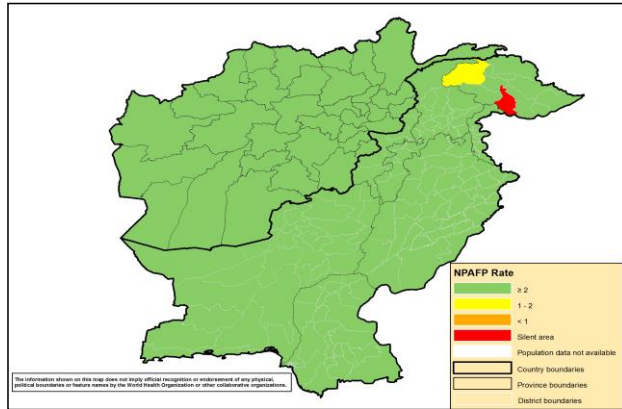 NPAFP Rate
≥ 2
1 - 2
< 1
Silent area
Population data not available
Country boundaries
Province boundaries
District boundaries
The information shown on this map does not imply official recognition or endorsement of any physical,
political boundaries or feature names by the World Health Organization or other collaborative organizations.